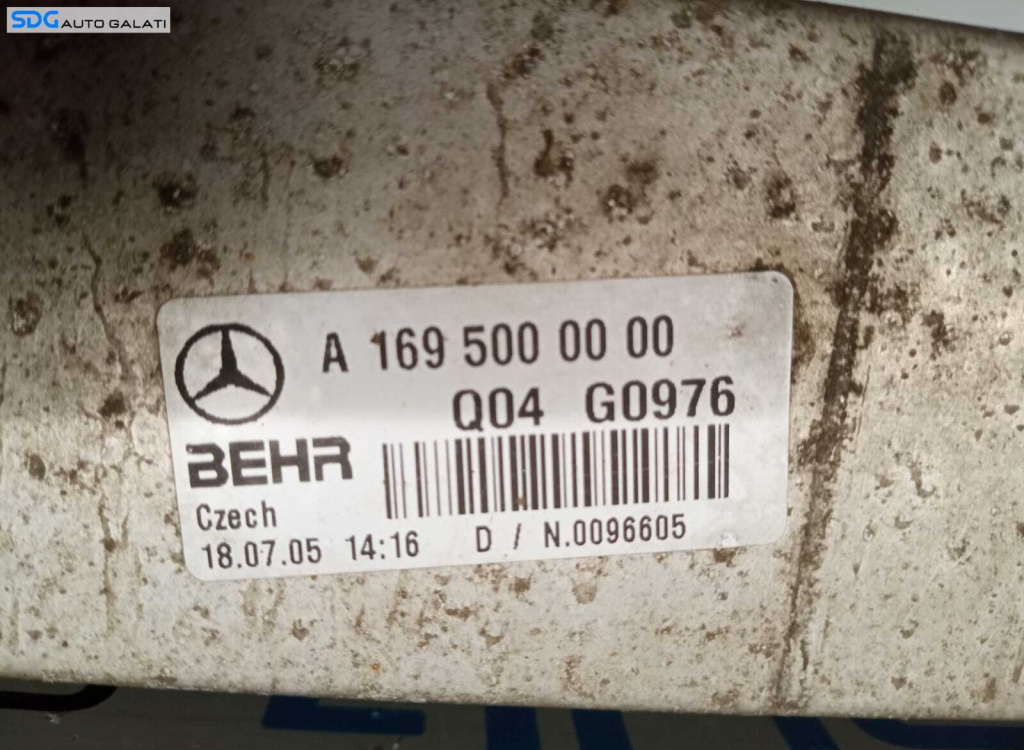 SDG AUTO GALATI
A 169 500 00 00
Q04 G0976
BEHR
Czech
18.07.05 14:16 D / N.0096605